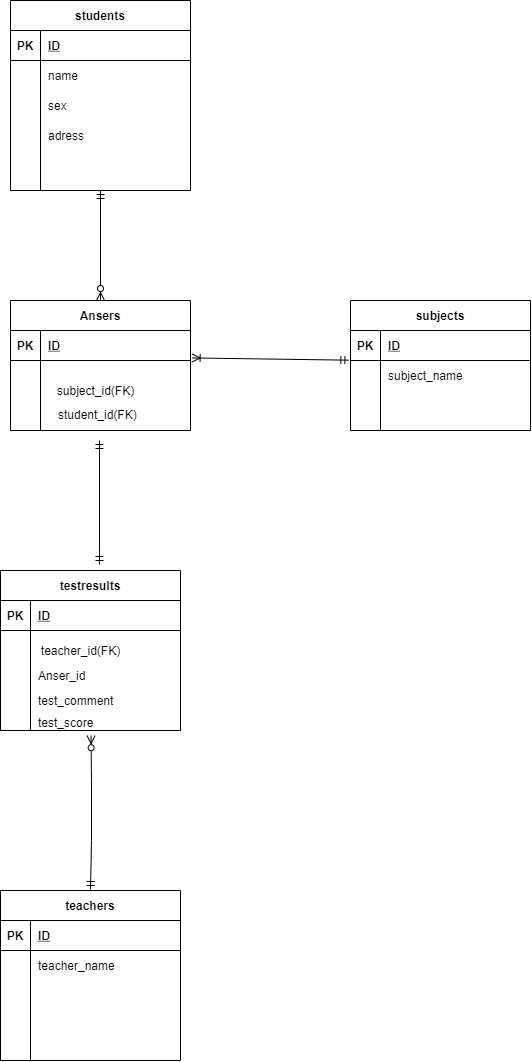 students
PK ID
name
sex
adress
Ansers
PK ID
subject_id(FK)
student_id(FK)
subjects
PK ID
subject_name
testresults
PK ID
teacher_id(FK)
Anser_id
test_comment
test_score
teachers
PK ID
teacher_name